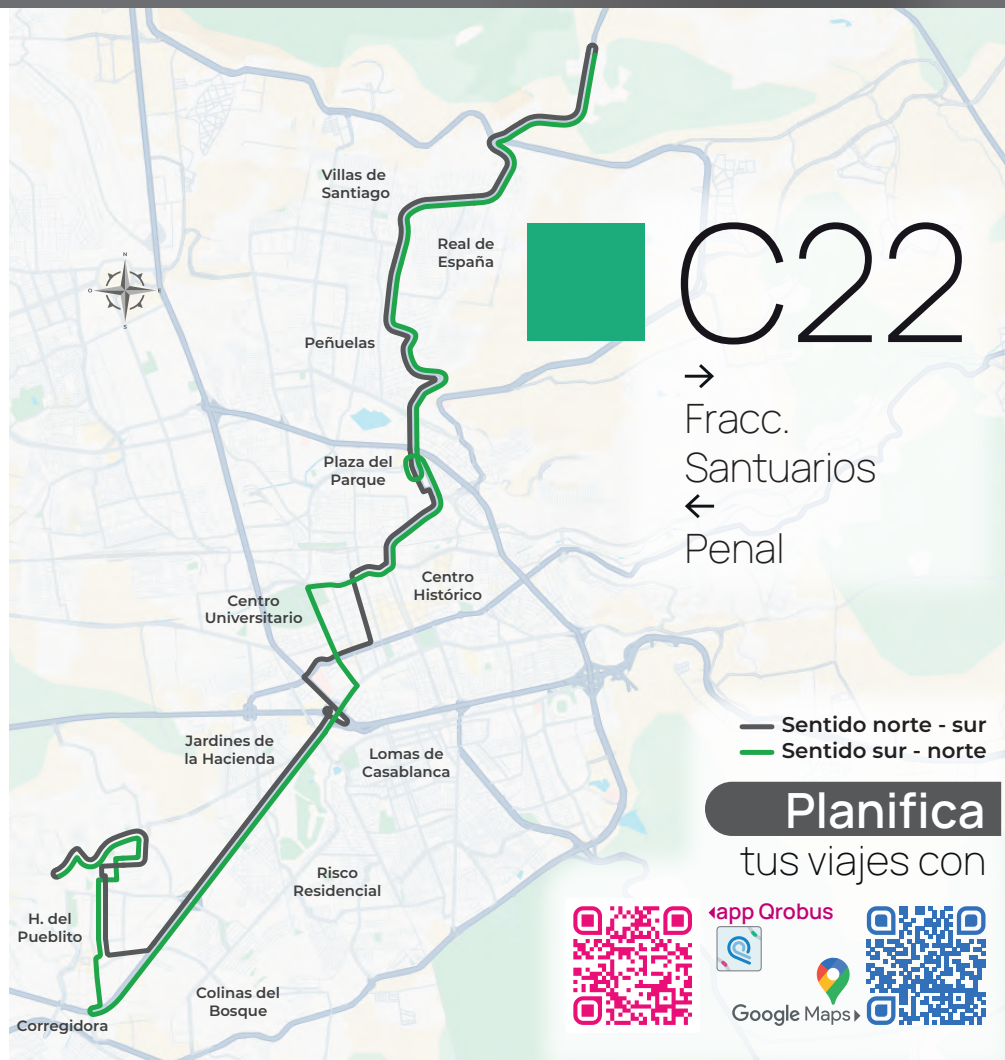 Villas de
Santiago
Real de
España
C22
N
O
E
S
Peñuelas
→
Fracc.
Santuarios
←
Penal
Plaza del
Parque
Centro
Histórico
Centro
Universitario
Jardines de
la Hacienda
Lomas de
Casablanca
Sentido norte - sur
Sentido sur - norte
Planifica
tus viajes con
Risco
Residencial
H. del
Pueblito
app Qrobus
Google Maps
Colinas del
Bosque
Corregidora